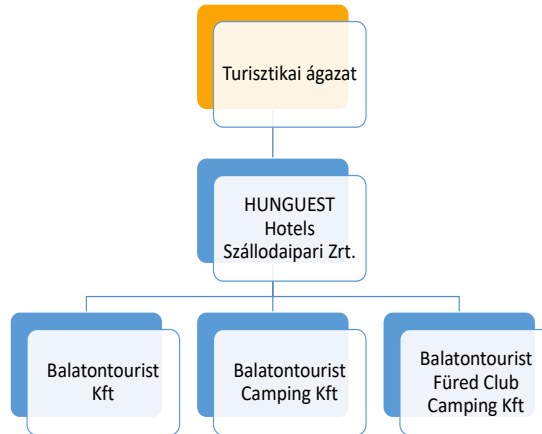 Turisztikai ágazat
HUNGUEST
Hotels
Szállodaipari Zrt.
Balatontourist
Kft
Balatontourist
Camping Kft
Balatontourist
Füred Club
Camping Kft